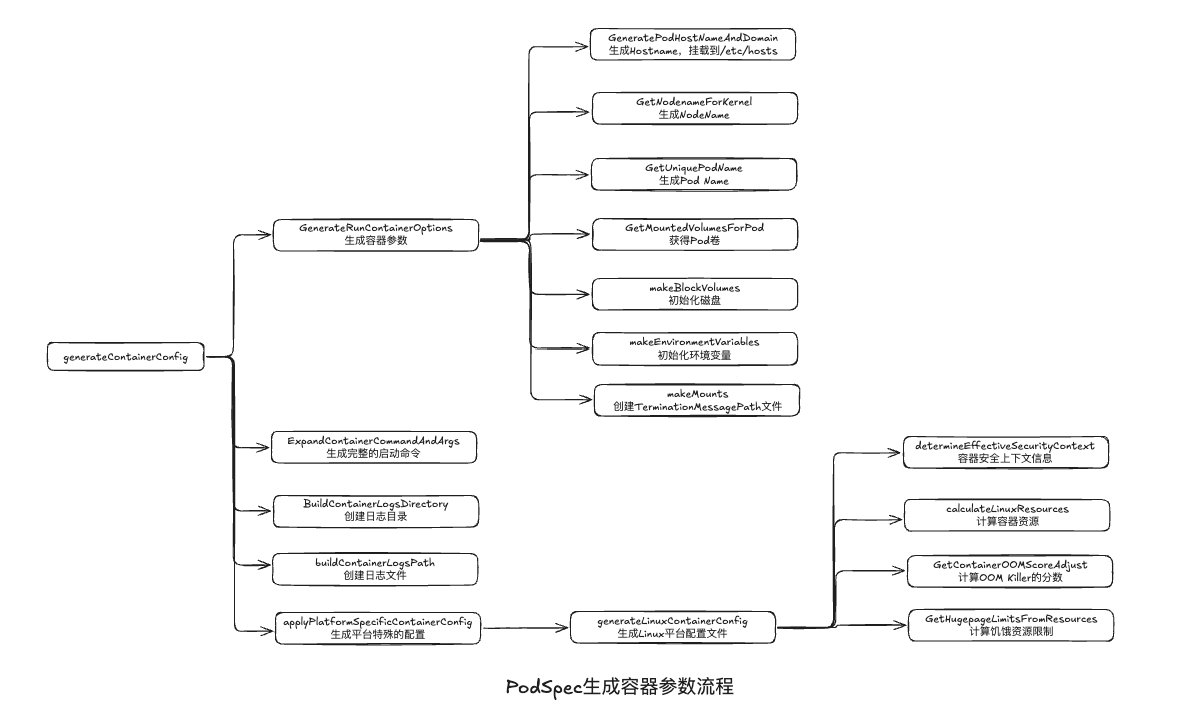 GeneratePodHostNameAndDomain
生成Hostname，挂载到/etc/hosts
GetNodenameForKernel
生成NodeName
GetUniquePodName
生成Pod Name
GenerateRunContainerOptions
生成容器参数
GetMountedVolumesForPod
获得Pod卷
makeBlockVolumes
初始化磁盘
makeEnvironmentVariables
初始化环境变量
generateContainerConfig
makeMounts
创建TerminationMessagePath文件
ExpandContainerCommandAndArgs
生成完整的启动命令
determineEffectiveSecurityContext
容器安全上下文信息
BuildContainerLogsDirectory
创建日志目录
calculateLinuxResources
计算容器资源
buildContainerLogsPath
创建日志文件
GetContainerOOMScoreAdjust
计算OOM Killer的分数
applyPlatformSpecificContainerConfig
生成平台特殊的配置
generateLinuxContainerConfig
生成Linux平台配置文件
GetHugepageLimitsFromResources
计算饥饿资源限制
PodSpec生成容器参数流程